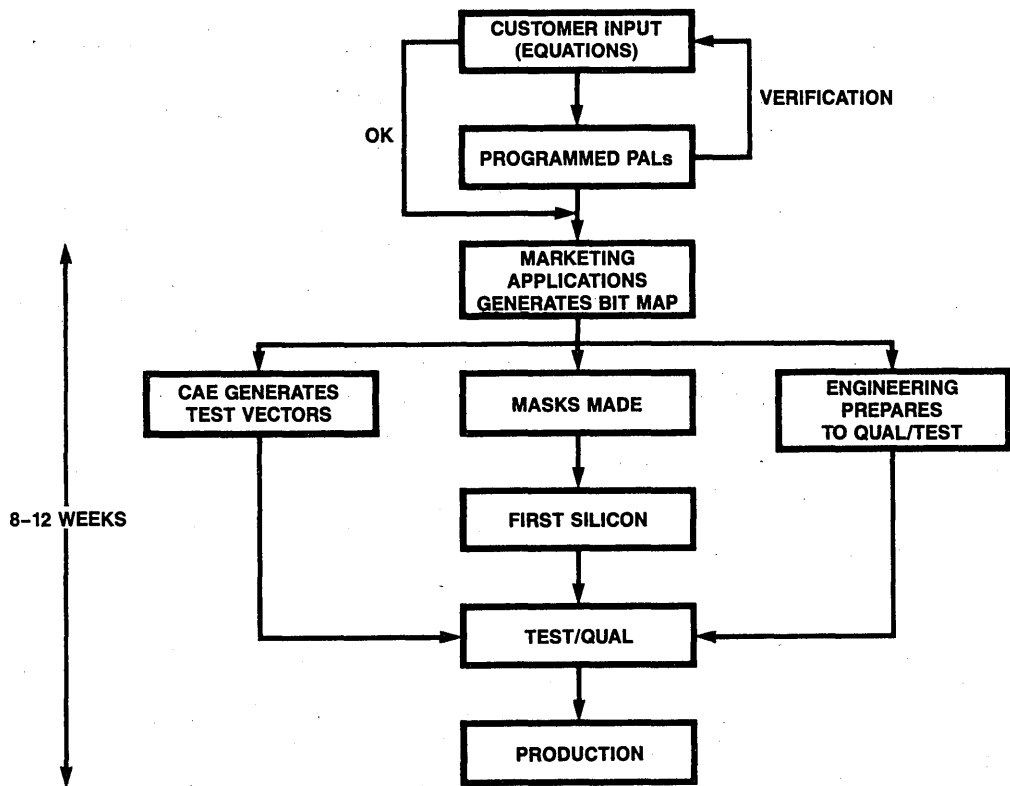 CUSTOMER INPUT
(EQUATIONS)
VERIFICATION
OK
PROGRAMMED PALs
MARKETING
APPLICATIONS
GENERATES BIT MAP
CAE GENERATES
TEST VECTORS
MASKS MADE
ENGINEERING
PREPARES
TO QUAL/TEST
8–12 WEEKS
FIRST SILICON
TEST/QUAL
PRODUCTION